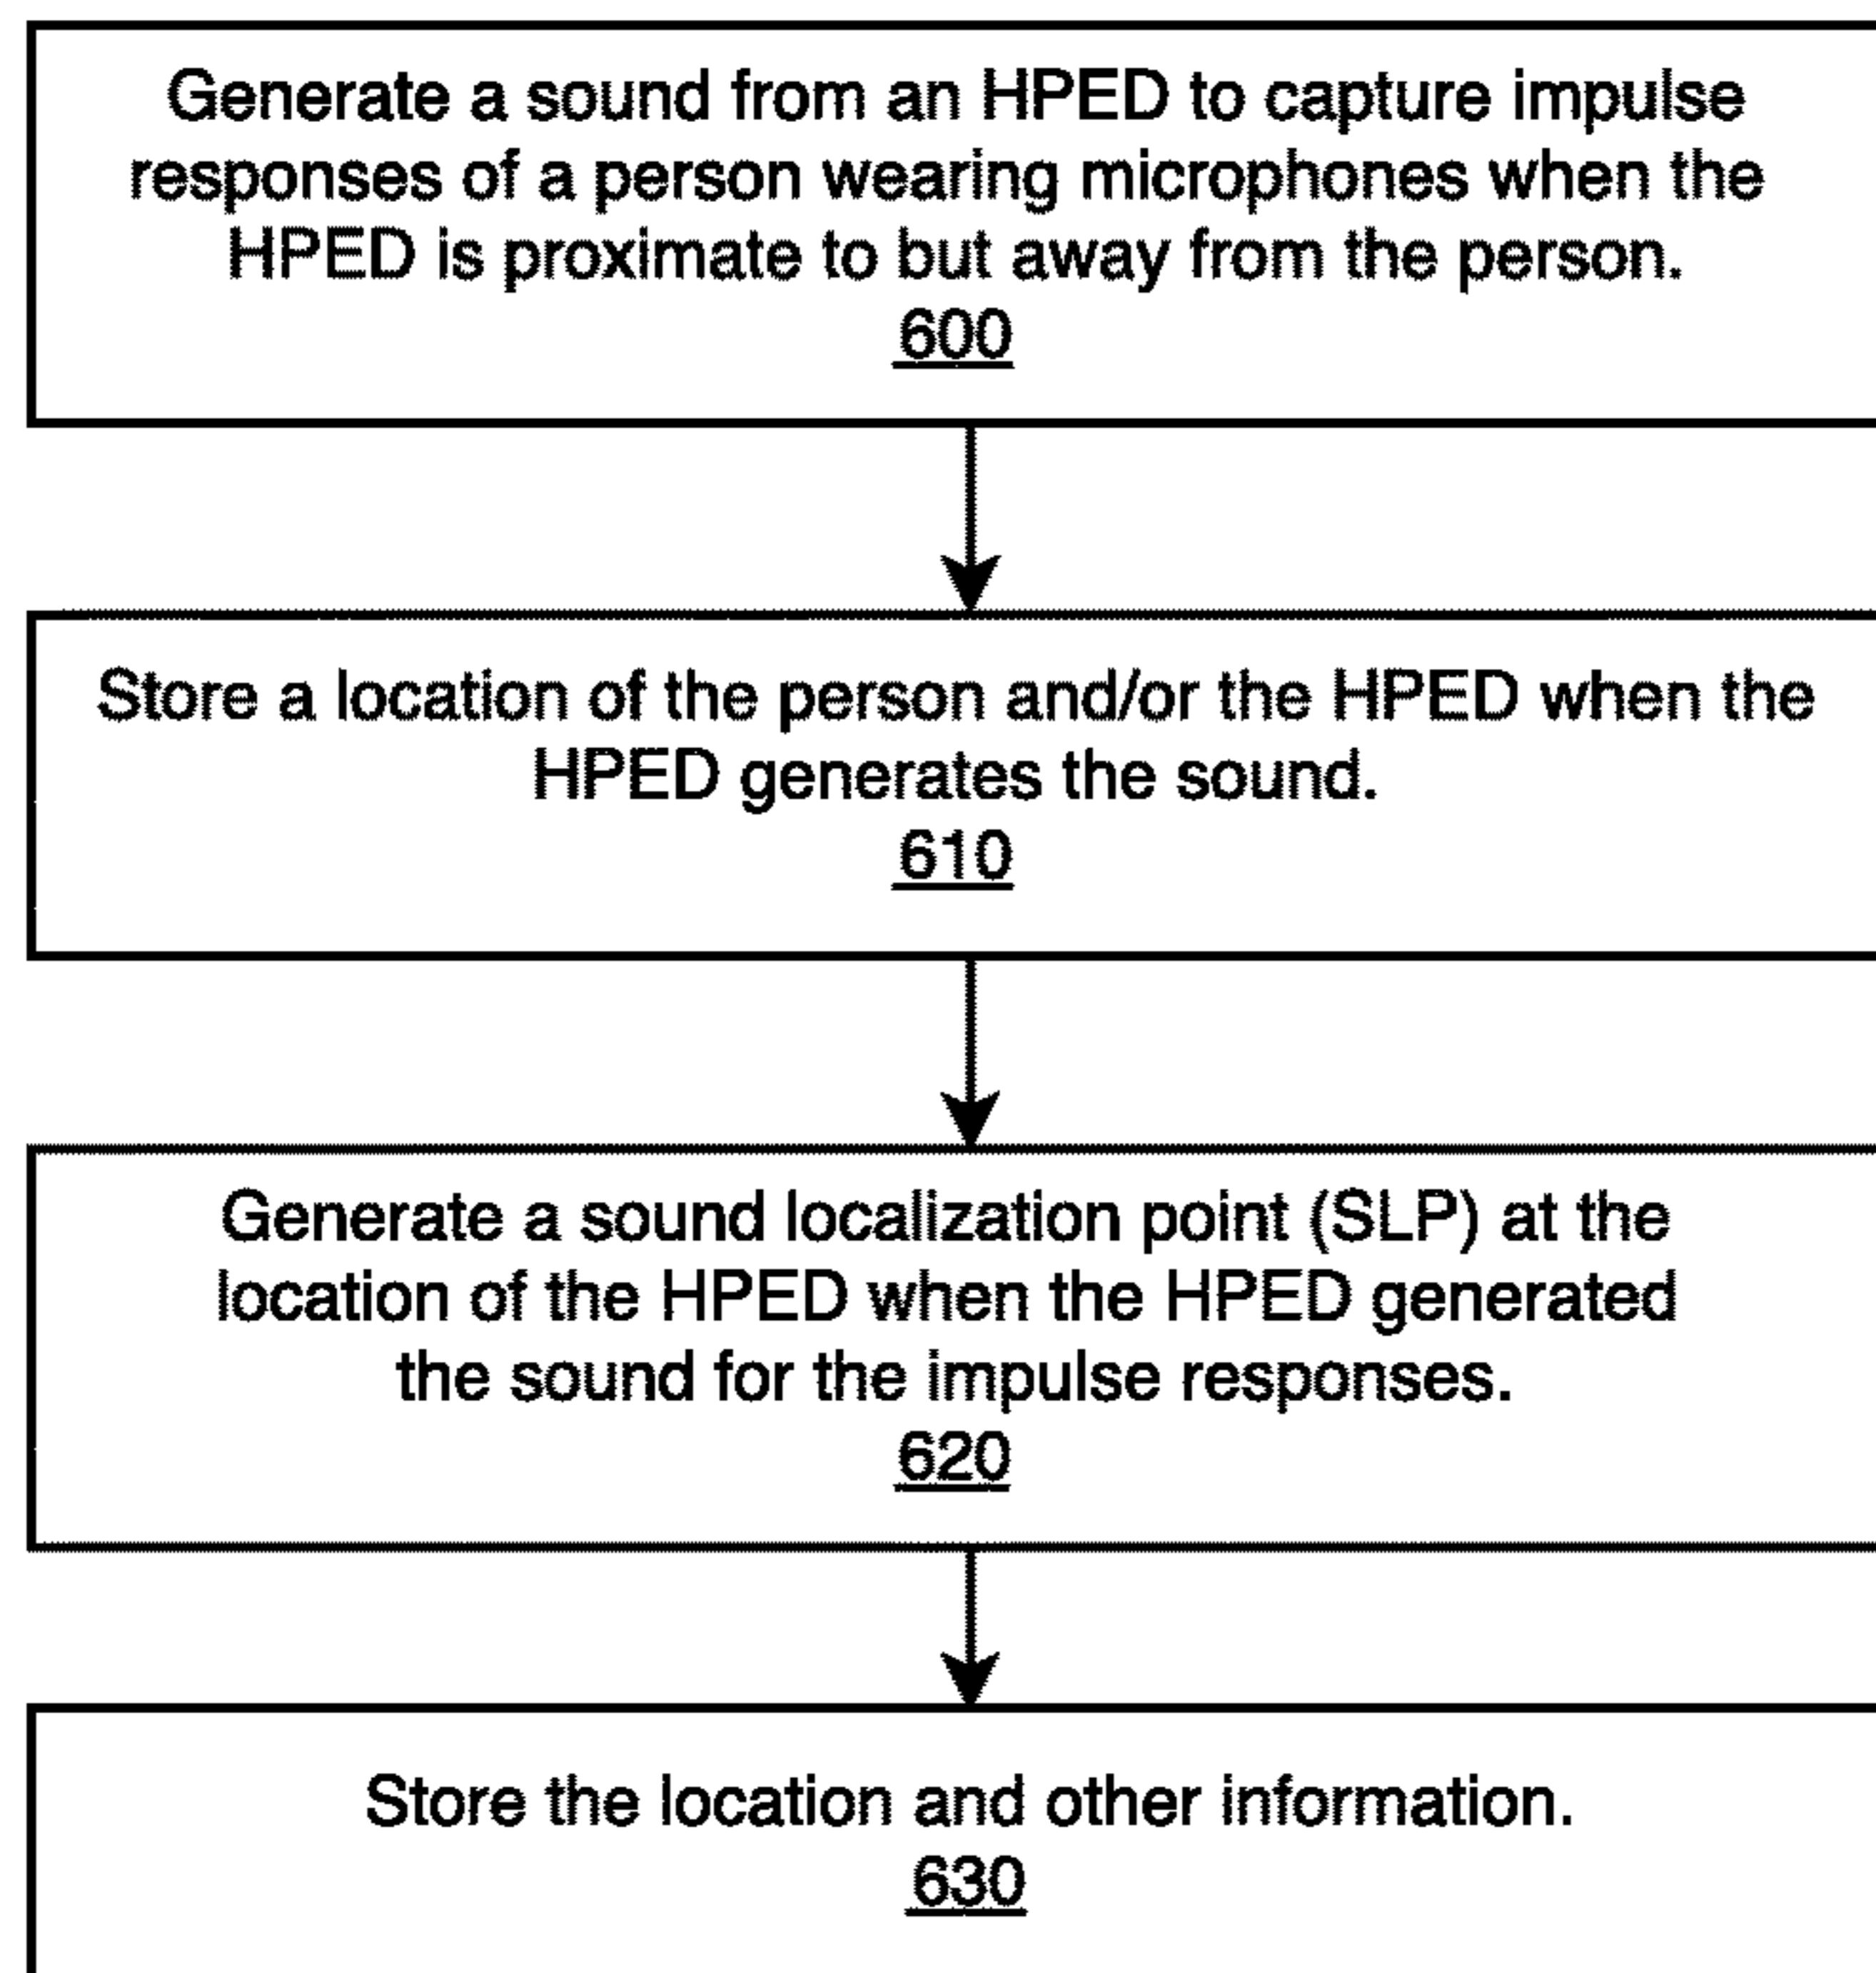 Generate a sound from an HPED to capture impulse
responses of a person wearing microphones when the
HPED is proximate to but away from the person.
600
Store a location of the person and/or the HPED when the
HPED generates the sound.
610
Generate a sound localization point (SLP) at the
location of the HPED when the HPED generated
the sound for the impulse responses.
620
Store the location and other information.
630